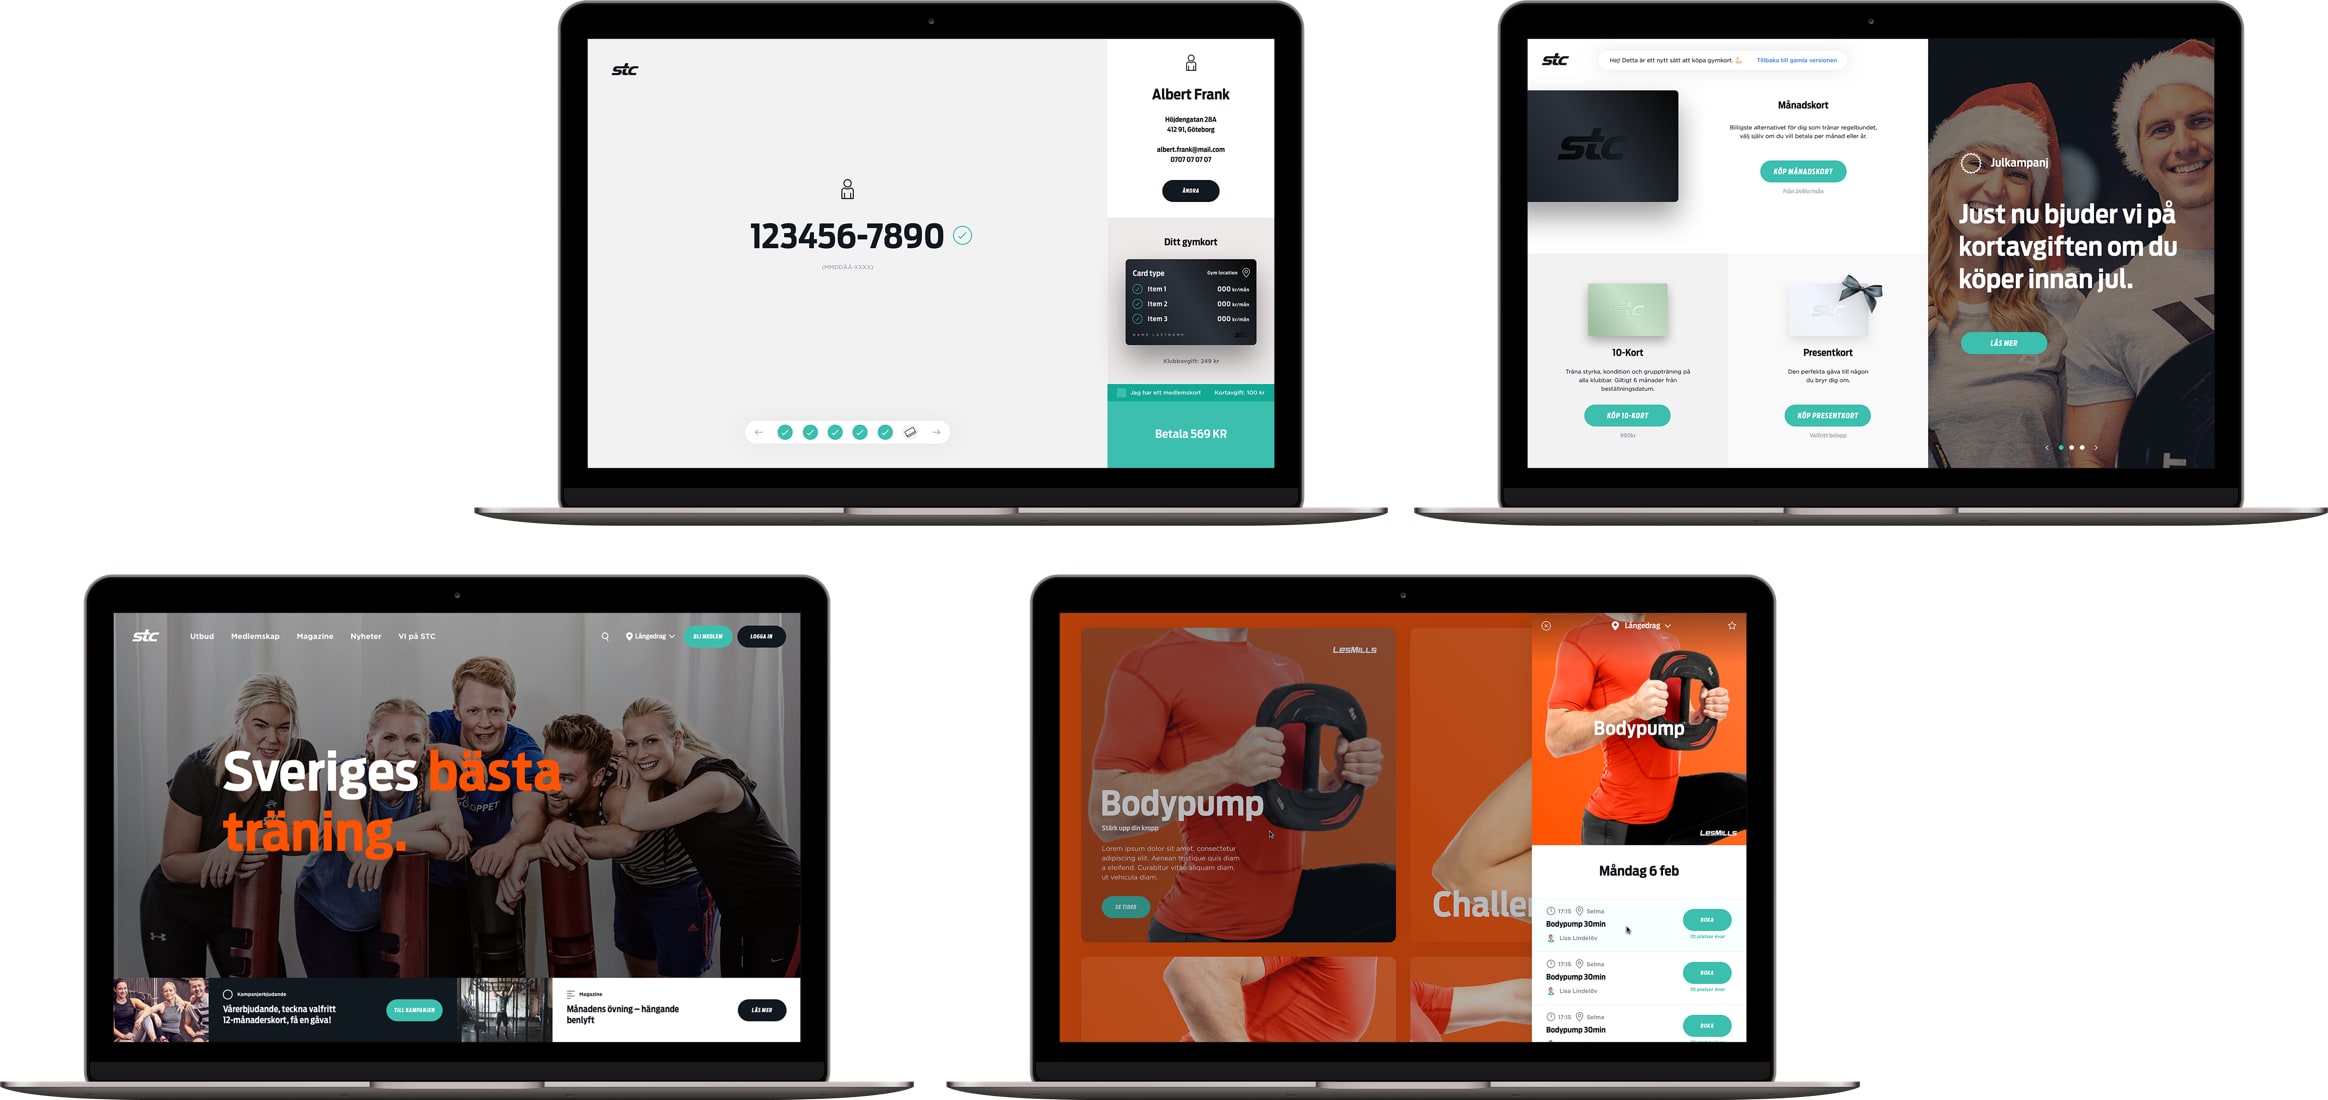 stc
123456-7890
(MMDDÅÅ-XXXX)
Albert Frank
Höjdengatan 28A
412 91, Göteborg
albert.frank@mail.com
0707 07 07 07
ÄNDRA
Ditt gymkort
Card type
Gym location
Item 1 000 kr/mån
Item 2 000 kr/mån
Item 3 000 kr/mån
NAME LASTNAME
stc
Klubbavgift: 249 kr
Jag har ett medlemskort Kortavgift: 100 kr
Betala 569 KR
stc
Hej! Detta är ett nytt sätt att köpa gymkort. Tillbaka till gamla versionen
stc
Månadskort
Billigste alternativet för dig som tränar regelbundet,
välj själv om du vill betala per månad eller år.
KÖP MÅNADSKORT
Från 249kr/mån
stc
10-Kort
Träna styrka, kondition och gruppträning på
alla klubbar. Giltigt 6 månader från
beställningsdatum.
KÖP 10-KORT
990kr
stc
Presentkort
Den perfekta gåva till någon
du bryr dig om.
KÖP PRESENTKORT
Valfritt belopp
Julkampanj
Just nu bjuder vi på
kortavgiften om du
köper innan jul.
LÄS MER
stc
Utbud Medlemskap Magazine Nyheter Vi på STC
Långedrag
BLI MEDLEM
LOGGA IN
Sveriges bästa
träning.
Kampanjerbjudande
Vårerbjudande, teckna valfritt
12-månaderskort, få en gåva!
TILL KAMPANJEN
Magazine
Månadens övning – hängande
benlyft
LÄS MER
LESMILLS
Bodypump
Stärk upp din kropp
Lorem ipsum dolor sit amet, consectetur
adipiscing elit. Aenean tristique quis diam
a eleifend. Curabitur vitae aliquam diam,
ut vehicula diam.
SE TIDER
Challen
Långedrag
Bodypump
LESMILLS
Måndag 6 feb
17:15 Selma
Bodypump 30min
Lisa Lindelöv
BOKA
10 platser kvar
17:15 Selma
Bodypump 30min
Lisa Lindelöv
BOKA
10 platser kvar
17:15 Selma
Bodypump 30min
BOKA